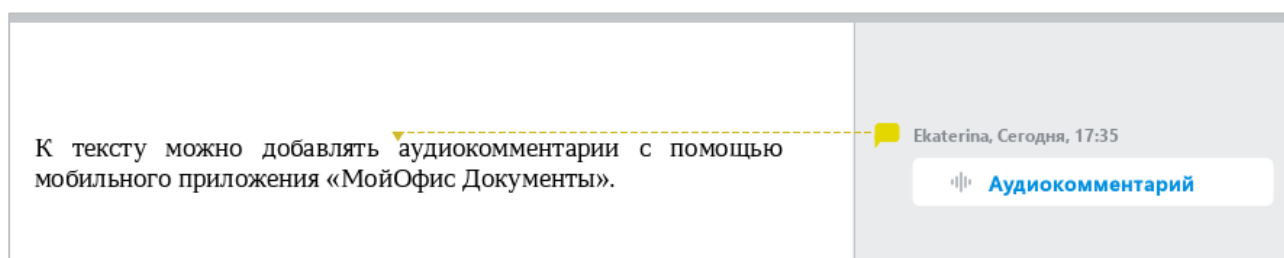 К тексту можно добавлять аудиокомментарии с помощью
мобильного приложения «МойОфис Документы».
Ekaterina, Сегодня, 17:35
Аудиокомментарий